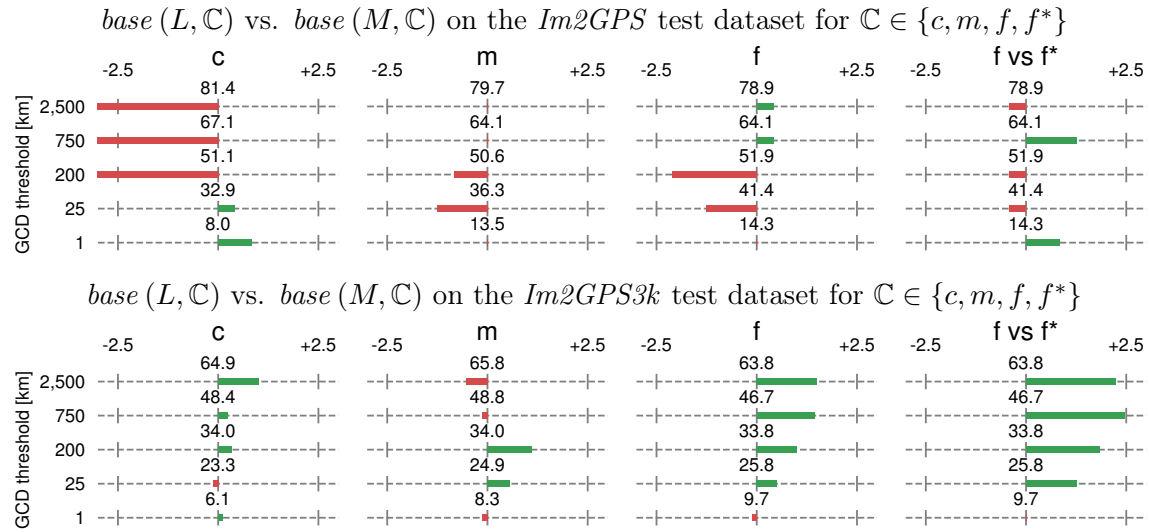 base (L, ℂ) vs. base (M, ℂ) on the Im2GPS test dataset for ℂ ∈ {c, m, f, f*}
c m f f vs f*
-2.5 +2.5 -2.5 +2.5 -2.5 +2.5 -2.5 +2.5
81.4 79.7 78.9 78.9
2,500
67.1 64.1 64.1 64.1
750
51.1 50.6 51.9 51.9
200
32.9 36.3 41.4 41.4
25
8.0 13.5 14.3 14.3
1
GCD threshold [km]
base (L, ℂ) vs. base (M, ℂ) on the Im2GPS3k test dataset for ℂ ∈ {c, m, f, f*}
c m f f vs f*
-2.5 +2.5 -2.5 +2.5 -2.5 +2.5 -2.5 +2.5
64.9 65.8 63.8 63.8
2,500
48.4 48.8 46.7 46.7
750
34.0 34.0 33.8 33.8
200
23.3 24.9 25.8 25.8
25
6.1 8.3 9.7 9.7
1
GCD threshold [km]